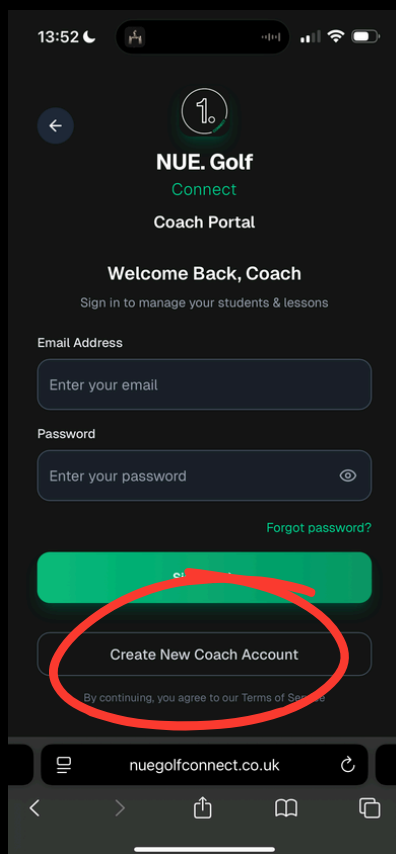 13:52
1.
NUE. Golf
Connect
Coach Portal
Welcome Back, Coach
Sign in to manage your students & lessons
Email Address
Enter your email
Password
Enter your password
Forgot password?
Create New Coach Account
By continuing, you agree to our Terms of Service
nuegolfconnect.co.uk